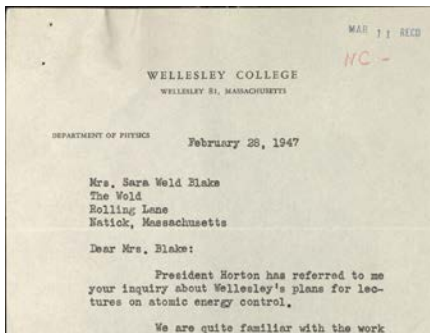 MAR 11 RECD
HC -
WELLESLEY COLLEGE
WELLESLEY 81, MASSACHUSETTS
DEPARTMENT OF PHYSICS
February 28, 1947
Mrs. Sara Weld Blake
The Wold
Rolling Lane
Natick, Massachusetts
Dear Mrs. Blake:
President Horton has referred to me
your inquiry about Wellesley's plans for lec-
tures on atomic energy control.
We are quite familiar with the work